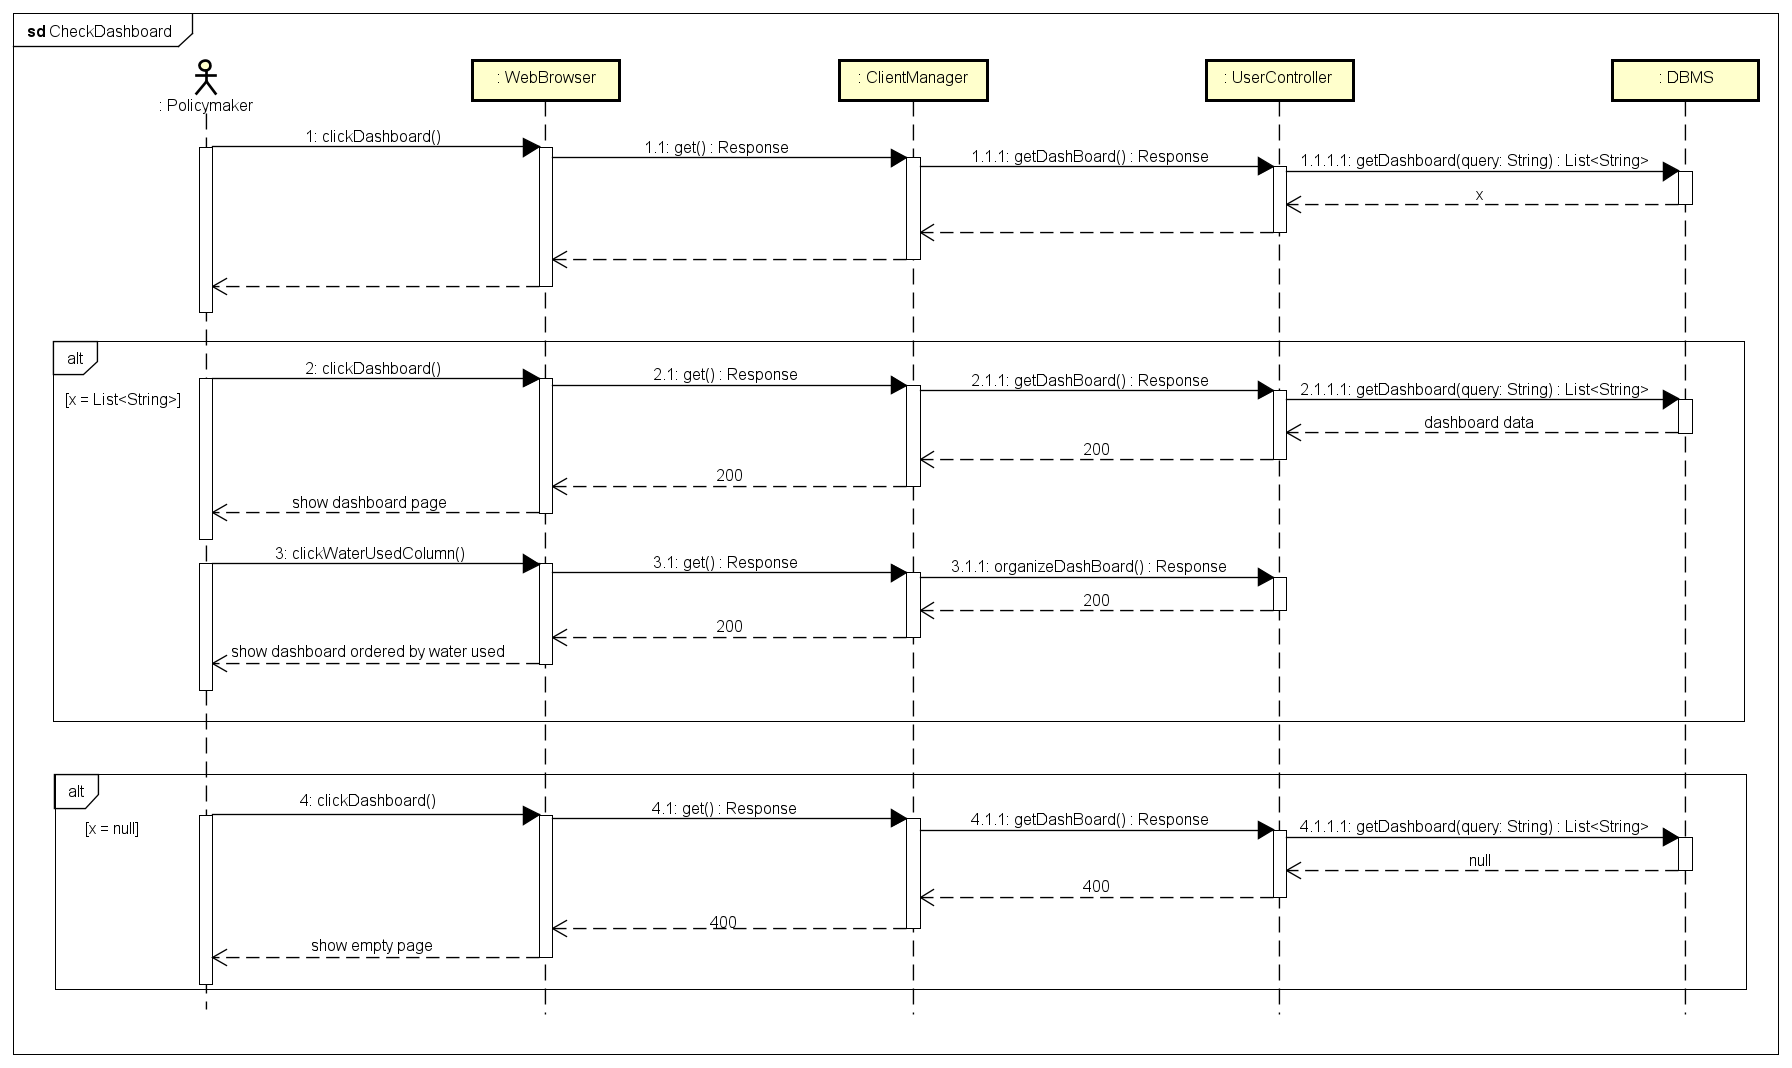 sd CheckDashboard
: Policymaker
: WebBrowser
: ClientManager
: UserController
: DBMS
1: clickDashboard()
1.1: get() : Response
1.1.1: getDashBoard() : Response
1.1.1.1: getDashboard(query: String) : List<String>
x
alt
[x = List<String>]
2: clickDashboard()
2.1: get() : Response
2.1.1: getDashBoard() : Response
2.1.1.1: getDashboard(query: String) : List<String>
dashboard data
200
200
show dashboard page
3: clickWaterUsedColumn()
3.1: get() : Response
3.1.1: organizeDashBoard() : Response
200
200
show dashboard ordered by water used
alt
[x = null]
4: clickDashboard()
4.1: get() : Response
4.1.1: getDashBoard() : Response
4.1.1.1: getDashboard(query: String) : List<String>
null
400
400
show empty page